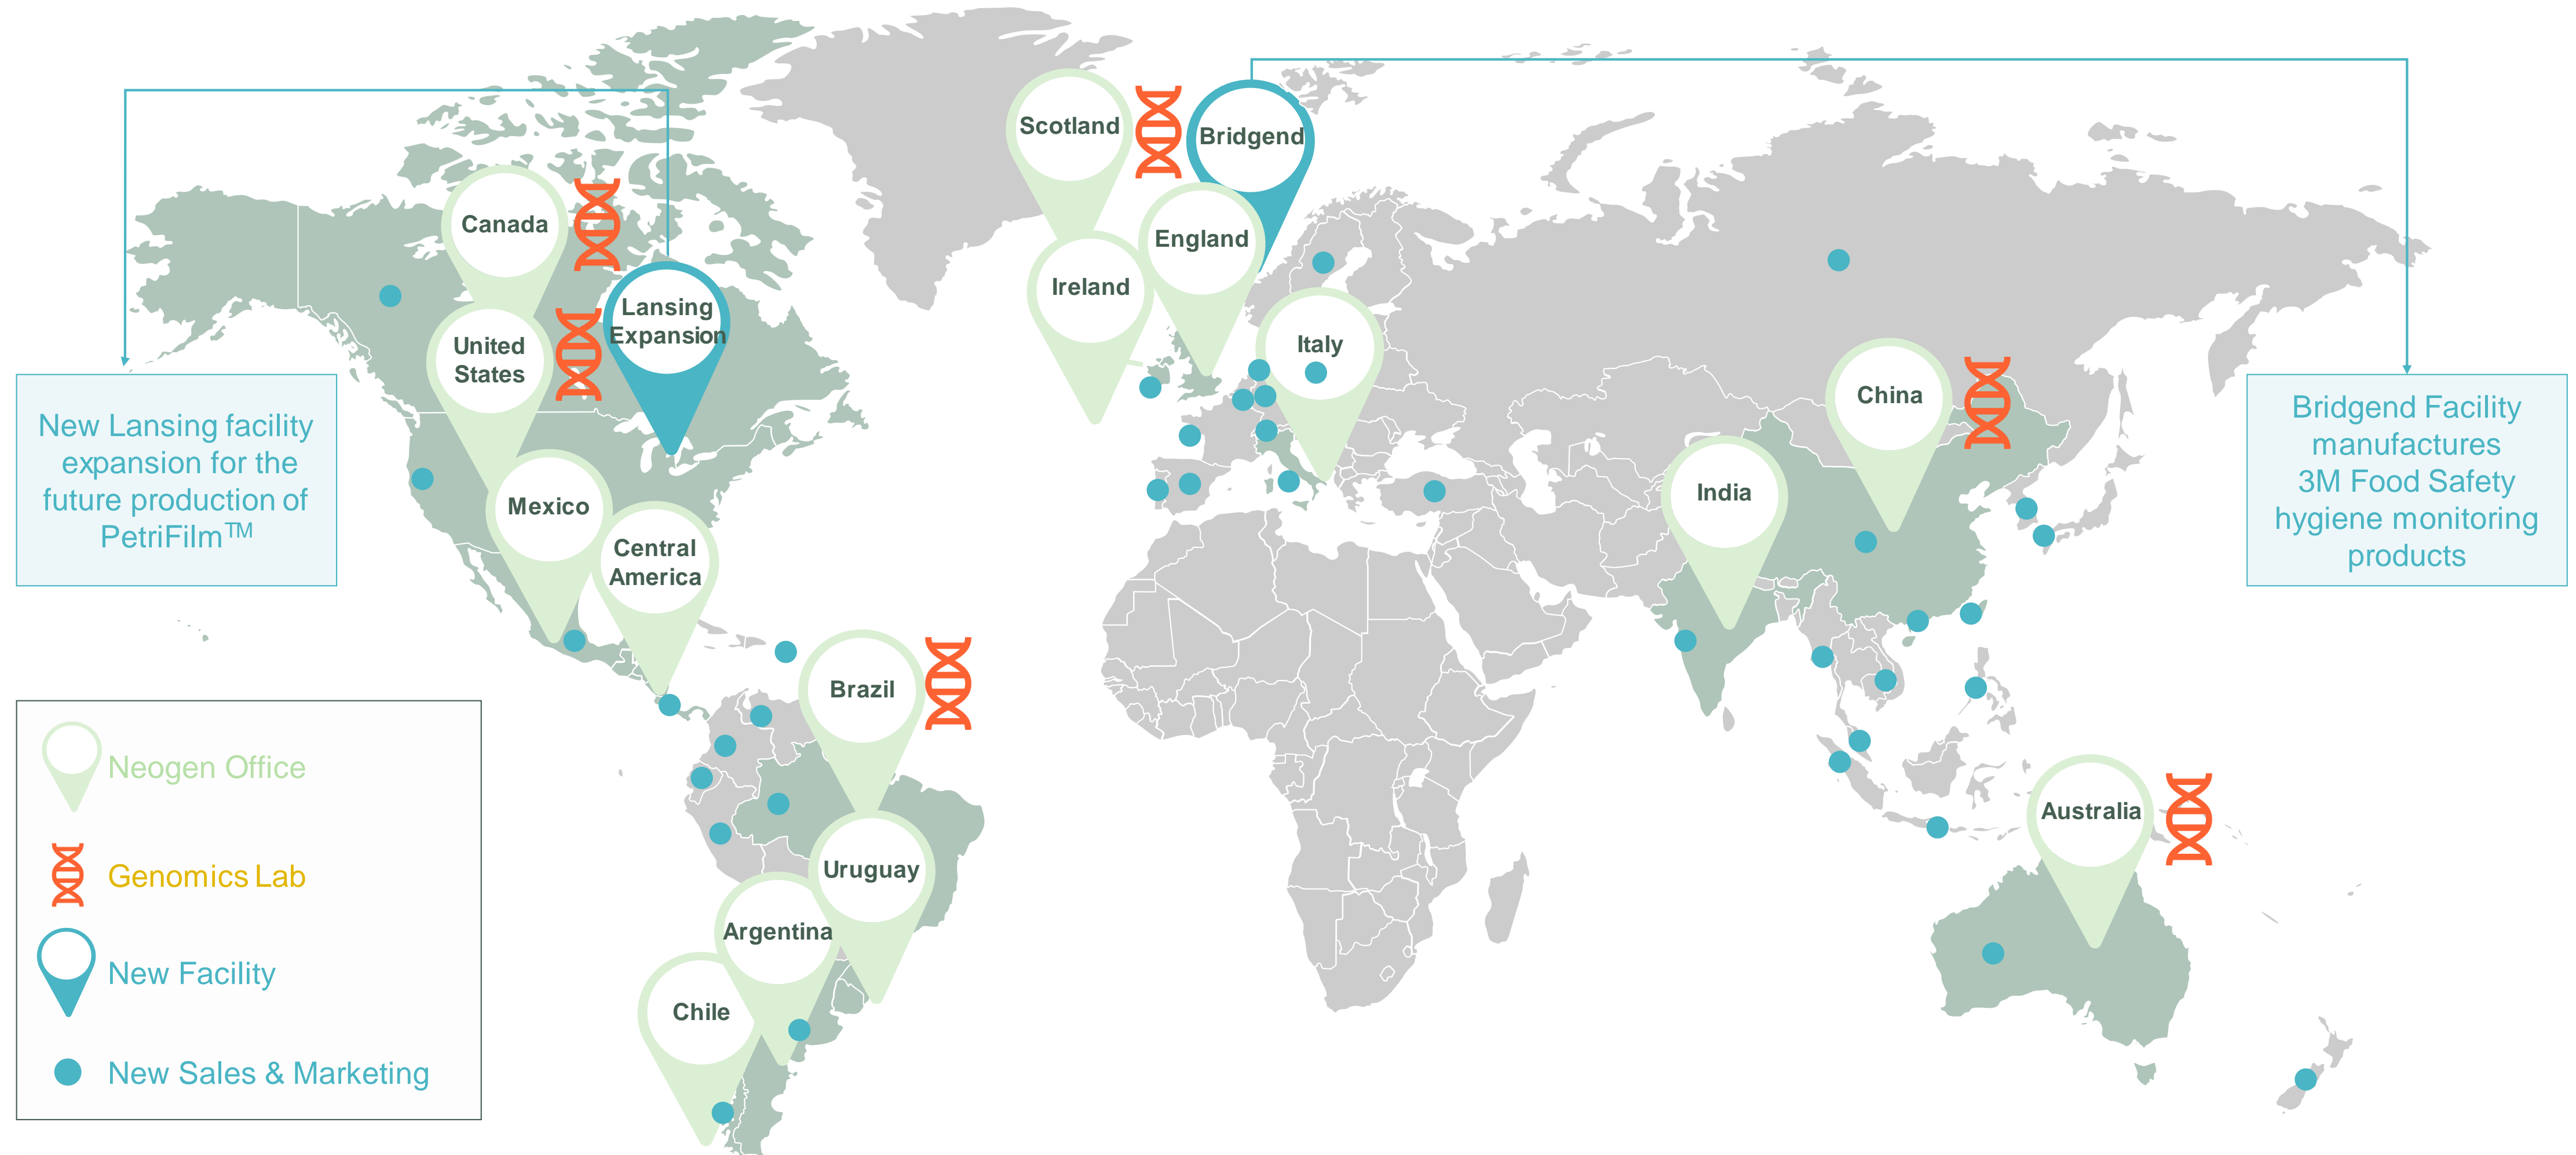 Scotland
Bridgend
Canada
England
Ireland
Lansing
Expansion
United
States
Italy
China
New Lansing facility
expansion for the
future production of
PetriFilm™
Bridgend Facility
manufactures
3M Food Safety
hygiene monitoring
products
India
Mexico
Central
America
Brazil
Australia
Uruguay
Argentina
Chile
Neogen Office
Genomics Lab
New Facility
New Sales & Marketing